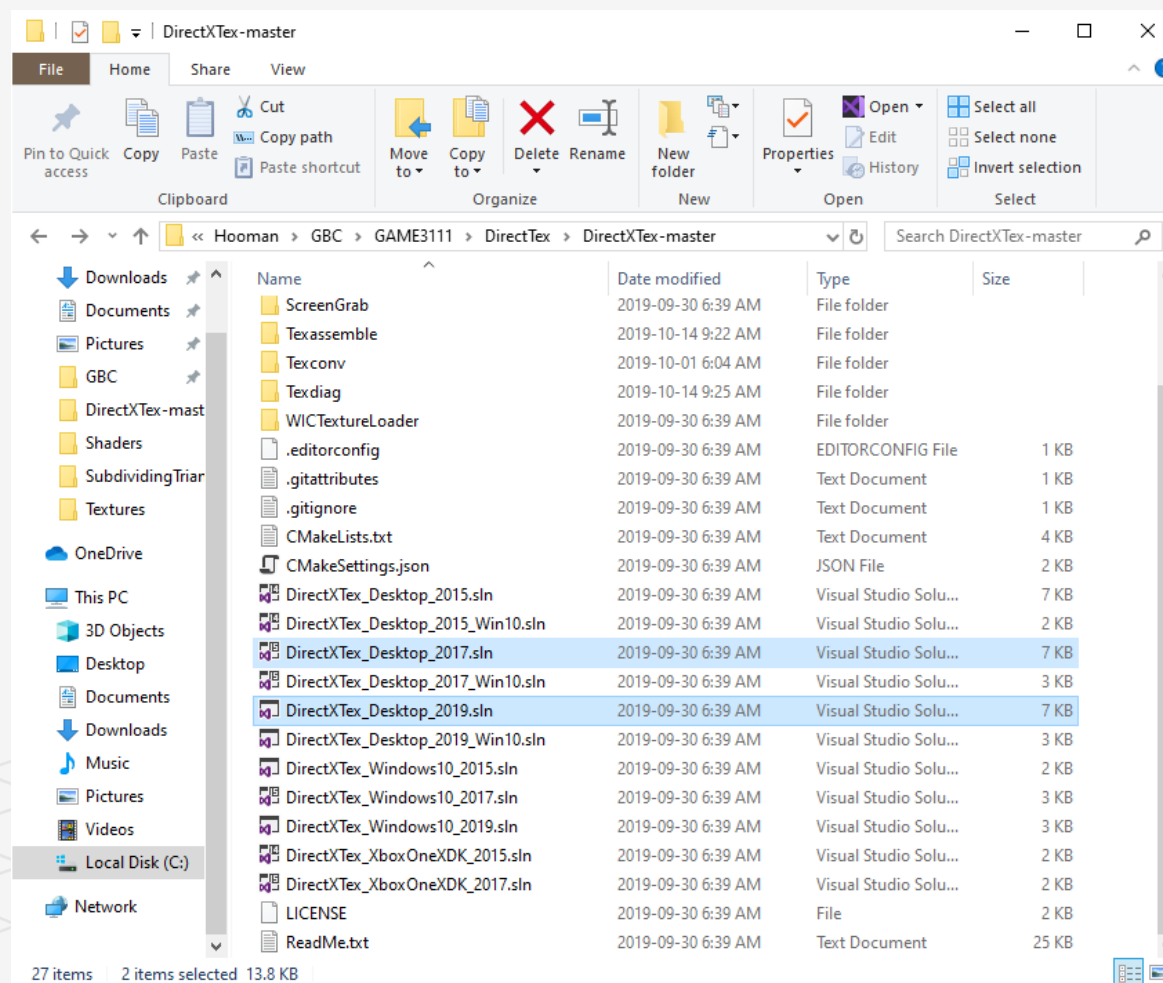 DirectXTex-master
File Home Share View
Pin to Quick access
Copy
Paste
Cut
Copy path
Paste shortcut
Clipboard
Move to
Copy to
Delete
Rename
Organize
New folder
New
Properties
Open
Edit
History
Open
Select all
Select none
Invert selection
Select
« Hooman > GBC > GAME3111 > DirectTex > DirectXTex-master
Search DirectXTex-master
Downloads
Documents
Pictures
GBC
DirectXTex-mast
Shaders
SubdividingTriar
Textures
OneDrive
This PC
3D Objects
Desktop
Documents
Downloads
Music
Pictures
Videos
Local Disk (C:)
Network
Name Date modified Type Size
ScreenGrab 2019-09-30 6:39 AM File folder
Texassemble 2019-10-14 9:22 AM File folder
Texconv 2019-10-01 6:04 AM File folder
Texdiag 2019-10-14 9:25 AM File folder
WICTextureLoader 2019-09-30 6:39 AM File folder
.editorconfig 2019-09-30 6:39 AM EDITORCONFIG File 1 KB
.gitattributes 2019-09-30 6:39 AM Text Document 1 KB
.gitignore 2019-09-30 6:39 AM Text Document 1 KB
CMakeLists.txt 2019-09-30 6:39 AM Text Document 4 KB
CMakeSettings.json 2019-09-30 6:39 AM JSON File 2 KB
DirectXTex_Desktop_2015.sln 2019-09-30 6:39 AM Visual Studio Solu... 7 KB
DirectXTex_Desktop_2015_Win10.sln 2019-09-30 6:39 AM Visual Studio Solu... 2 KB
DirectXTex_Desktop_2017.sln 2019-09-30 6:39 AM Visual Studio Solu... 7 KB
DirectXTex_Desktop_2017_Win10.sln 2019-09-30 6:39 AM Visual Studio Solu... 3 KB
DirectXTex_Desktop_2019.sln 2019-09-30 6:39 AM Visual Studio Solu... 7 KB
DirectXTex_Desktop_2019_Win10.sln 2019-09-30 6:39 AM Visual Studio Solu... 3 KB
DirectXTex_Windows10_2015.sln 2019-09-30 6:39 AM Visual Studio Solu... 2 KB
DirectXTex_Windows10_2017.sln 2019-09-30 6:39 AM Visual Studio Solu... 3 KB
DirectXTex_Windows10_2019.sln 2019-09-30 6:39 AM Visual Studio Solu... 3 KB
DirectXTex_XboxOneXDK_2015.sln 2019-09-30 6:39 AM Visual Studio Solu... 2 KB
DirectXTex_XboxOneXDK_2017.sln 2019-09-30 6:39 AM Visual Studio Solu... 2 KB
LICENSE 2019-09-30 6:39 AM File 2 KB
ReadMe.txt 2019-09-30 6:39 AM Text Document 25 KB
27 items 2 items selected 13.8 KB